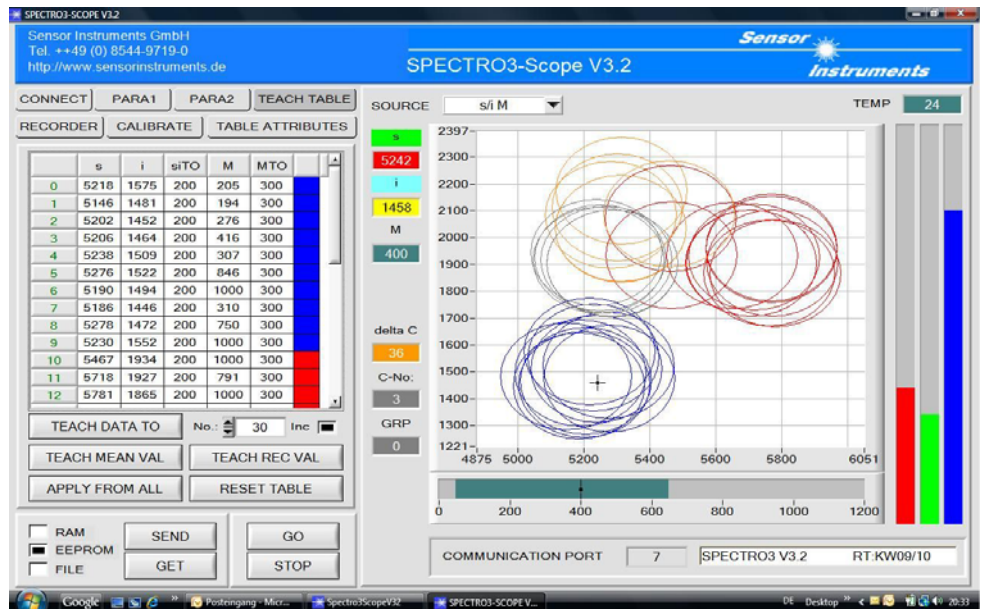 SPECTRO3-SCOPE V3.2
Sensor Instruments GmbH
Tel. ++49 (0) 8544-9719-0
http://www.sensorinstruments.de
SPECTRO3-Scope V3.2
Sensor
Instruments
CONNECT PARA1 PARA2 TEACH TABLE
RECORDER CALIBRATE TABLE ATTRIBUTES
SOURCE s/i M
TEMP 24
s i siTO M MTO
0 5218 1575 200 205 300
1 5146 1481 200 194 300
2 5202 1452 200 276 300
3 5206 1464 200 416 300
4 5238 1509 200 307 300
5 5276 1522 200 846 300
6 5190 1494 200 1000 300
7 5186 1446 200 310 300
8 5278 1472 200 750 300
9 5230 1552 200 1000 300
10 5467 1934 200 1000 300
11 5718 1927 200 791 300
12 5781 1865 200 1000 300
TEACH DATA TO No.: 30 Inc
TEACH MEAN VAL TEACH REC VAL
APPLY FROM ALL RESET TABLE
RAM
EEPROM
FILE
SEND GO
GET STOP
s
5242
i
1458
M
400
delta C
36
C-No:
3
GRP
0
2397
2300
2200
2100
2000
1900
1800
1700
1600
1500
1400
1300
1221
4875 5000 5200 5400 5600 5800 6051
0 200 400 600 800 1000 1200
COMMUNICATION PORT 7 SPECTRO3 V3.2 RT:KW09/10
Google » Posteingang - Micr... Spectro3ScopeV32 SPECTRO3-SCOPE V... DE Desktop » 20:33